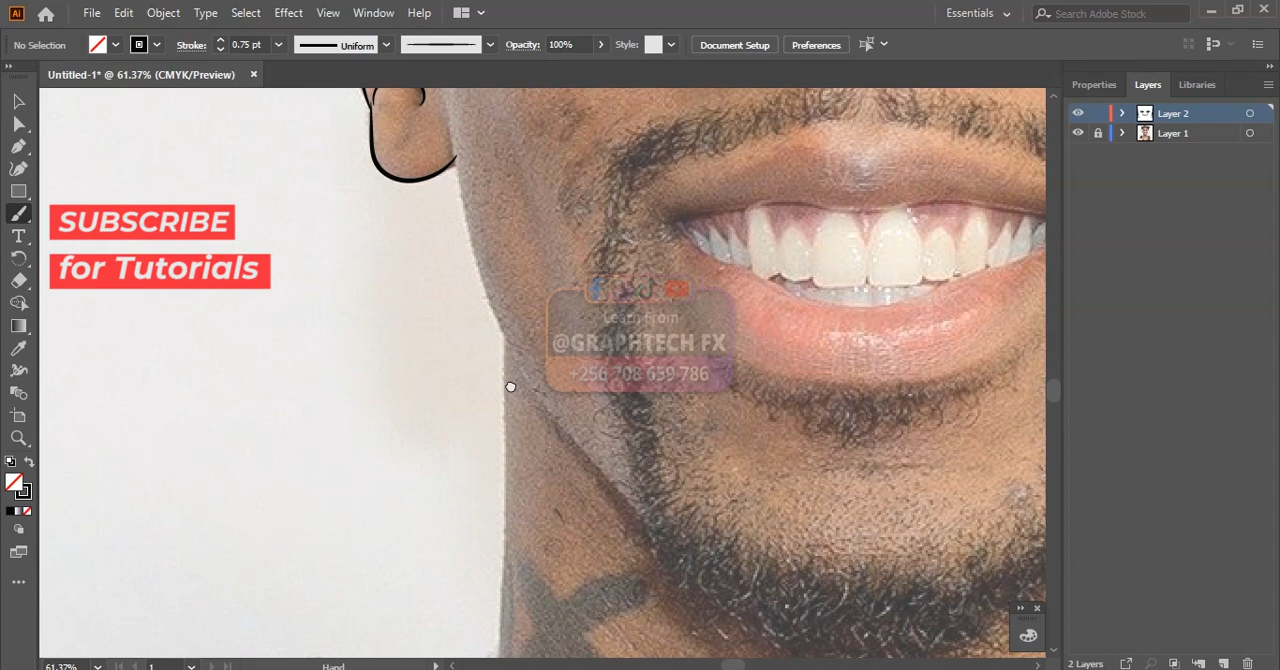 Ai
File Edit Object Type Select Effect View Window Help
Essentials
Search Adobe Stock
No Selection
Stroke: 0.75 pt
Uniform
Opacity: 100%
Style:
Document Setup
Preferences
Untitled-1* @ 61.37% (CMYK/Preview)
Properties Layers Libraries
Layer 2
Layer 1
SUBSCRIBE
for Tutorials
Learn From
@GRAPHTECH FX
+256 708 659 786
61.37%
1
Hand
2 Layers